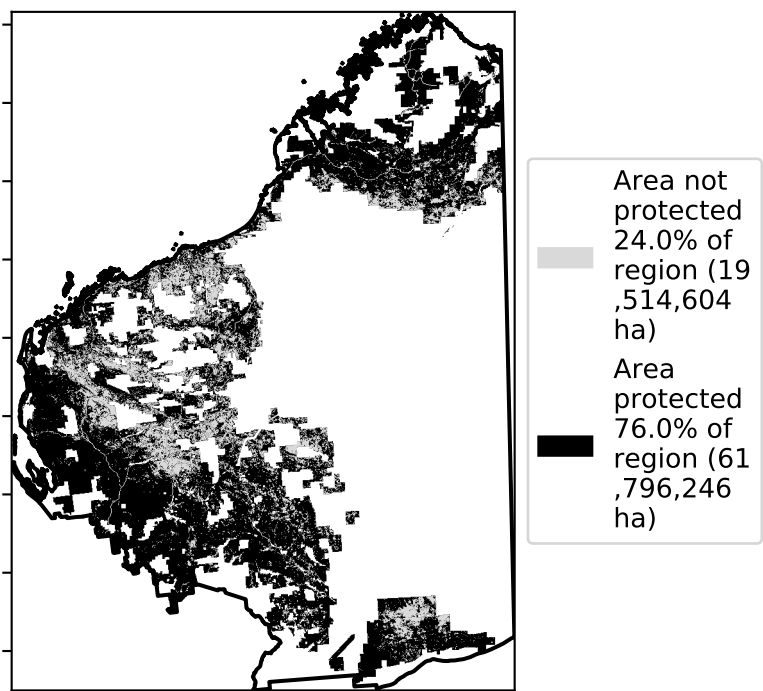 Area not
protected
24.0% of
region (19
,514,604
ha)
Area
protected
76.0% of
region (61
,796,246
ha)